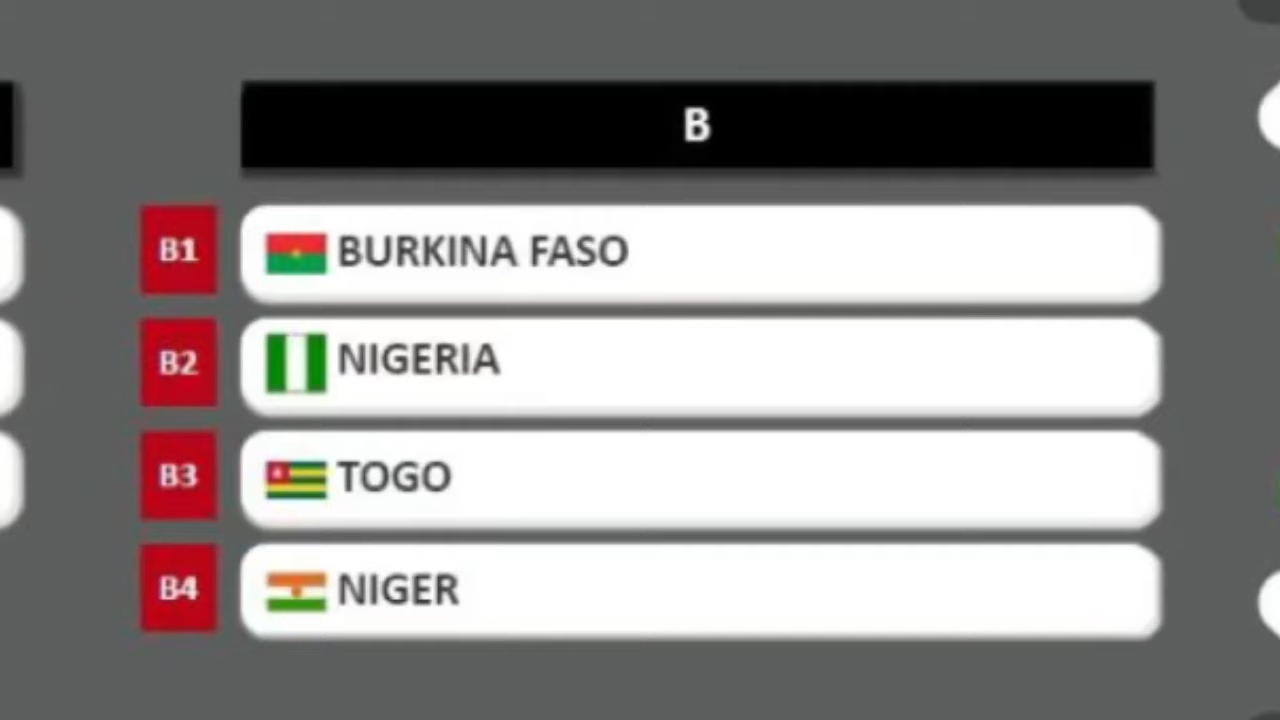 B
B1 BURKINA FASO
B2 NIGERIA
B3 TOGO
B4 NIGER